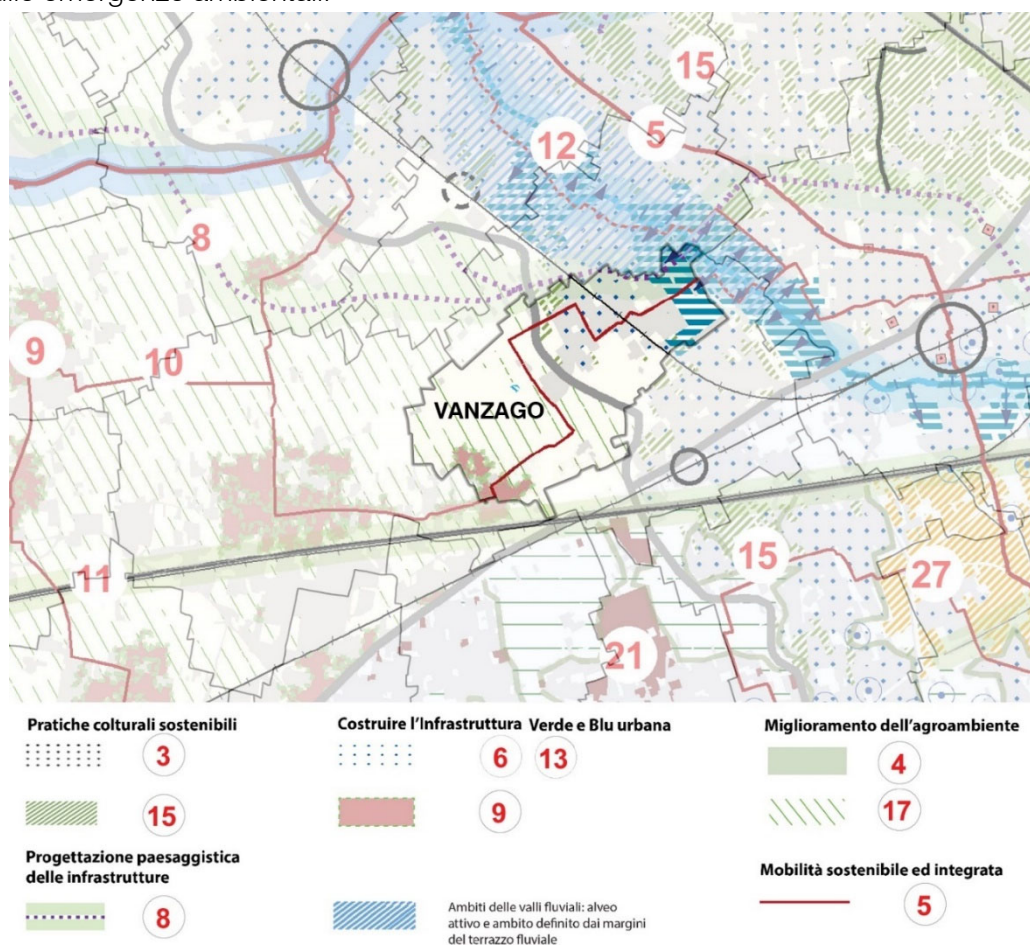 15
12
5
8
9
10
VANZAGO
11
15
27
21
Pratiche colturali sostenibili
3
15
Progettazione paesaggistica
delle infrastrutture
8
Costruire l'Infrastruttura Verde e Blu urbana
6 13
9
Ambiti delle valli fluviali: alveo
attivo e ambito definito dai margini
del terrazzo fluviale
Miglioramento dell'agroambiente
4
17
Mobilità sostenibile ed integrata
5